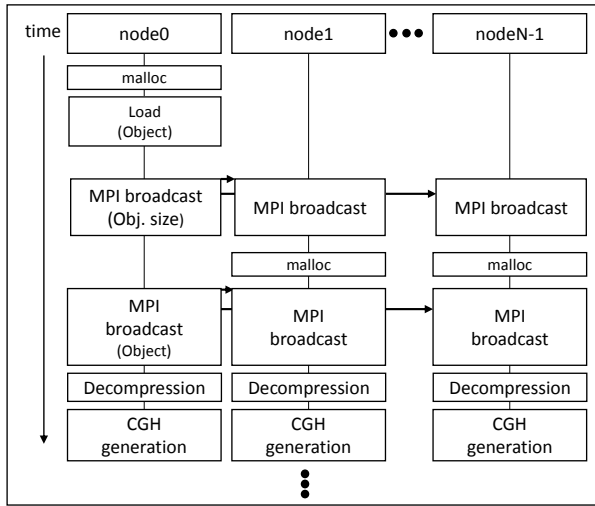 time
node0
node1
nodeN-1
malloc
Load
(Object)
MPI broadcast
(Obj. size)
MPI broadcast
MPI broadcast
malloc
malloc
MPI
broadcast
(Object)
MPI
broadcast
MPI
broadcast
Decompression
Decompression
Decompression
CGH
generation
CGH
generation
CGH
generation